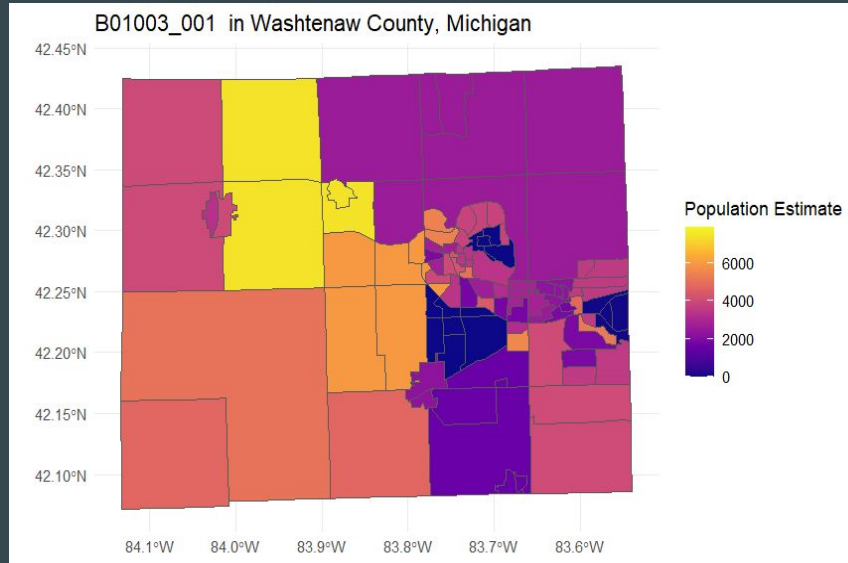 B01003_001 in Washtenaw County, Michigan
42.45°N
42.40°N
42.35°N
42.30°N
42.25°N
42.20°N
42.15°N
42.10°N
84.1°W 84.0°W 83.9°W 83.8°W 83.7°W 83.6°W
Population Estimate
6000
4000
2000
0